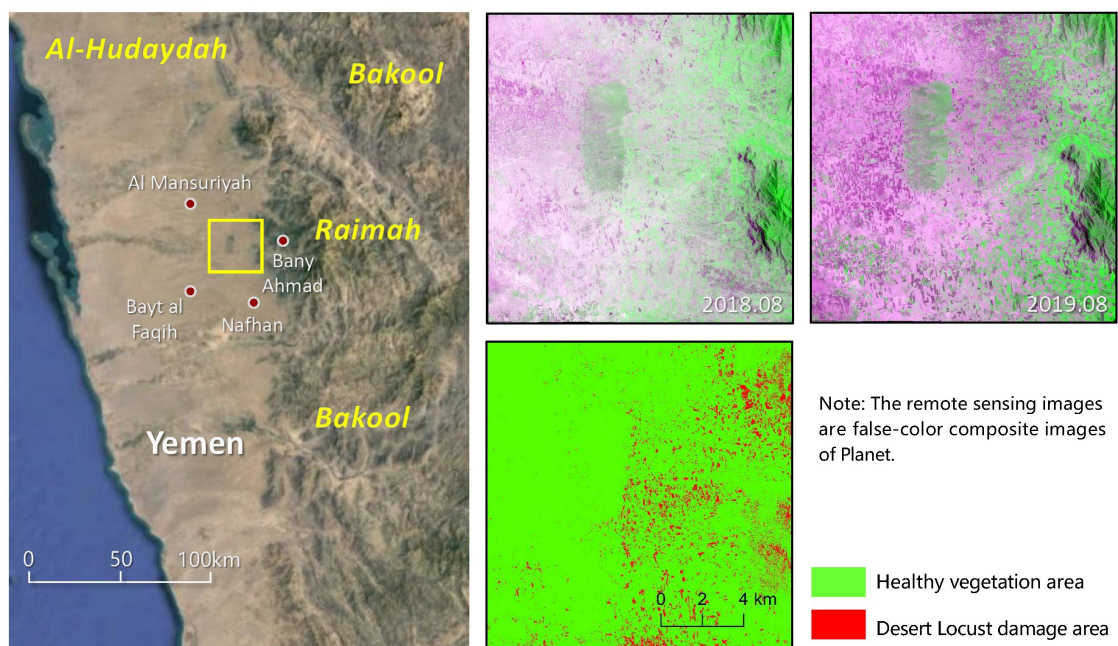 Al-Hudaydah
Bakool
Al Mansuriyah
Raimah
Bany
Ahmad
Bayt al
Faqih
Nafhan
Bakool
Yemen
0 50 100km
2018.08
2019.08
0 2 4 km
Note: The remote sensing images
are false-color composite images
of Planet.
Healthy vegetation area
Desert Locust damage area